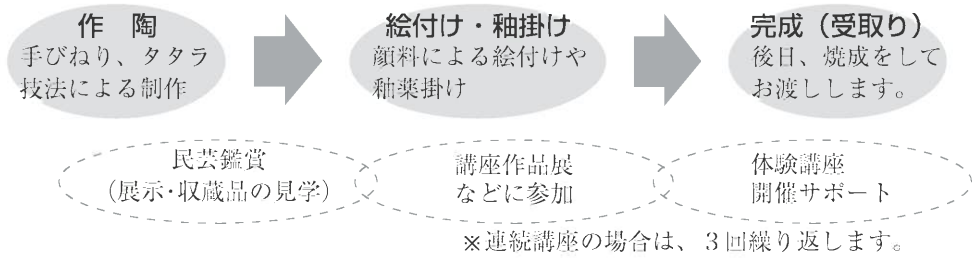 作　陶
手びねり、タタラ
技法による制作
絵付け・釉掛け
顔料による絵付けや
釉薬掛け
完成（受取り）
後日、焼成をして
お渡しします。
民芸鑑賞
（展示・収蔵品の見学）
講座作品展
などに参加
体験講座
開催サポート
※連続講座の場合は、３回繰り返します。